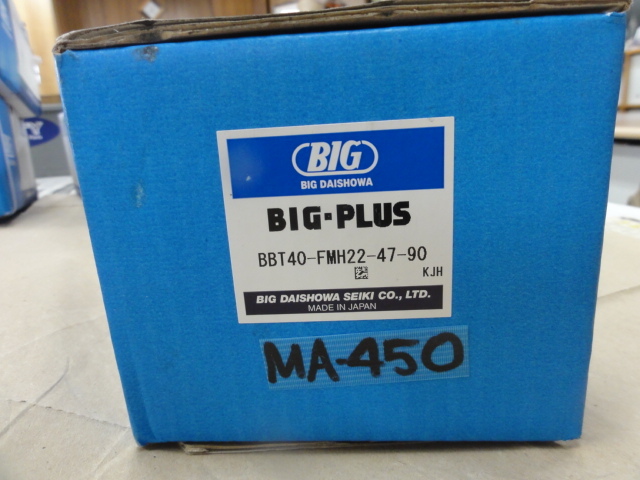 BIG
BIG DAISHOWA
BIG-PLUS
BBT40-FMH22-47-90
KJH
BIG DAISHOWA SEIKI CO., LTD.
MADE IN JAPAN
MA-450